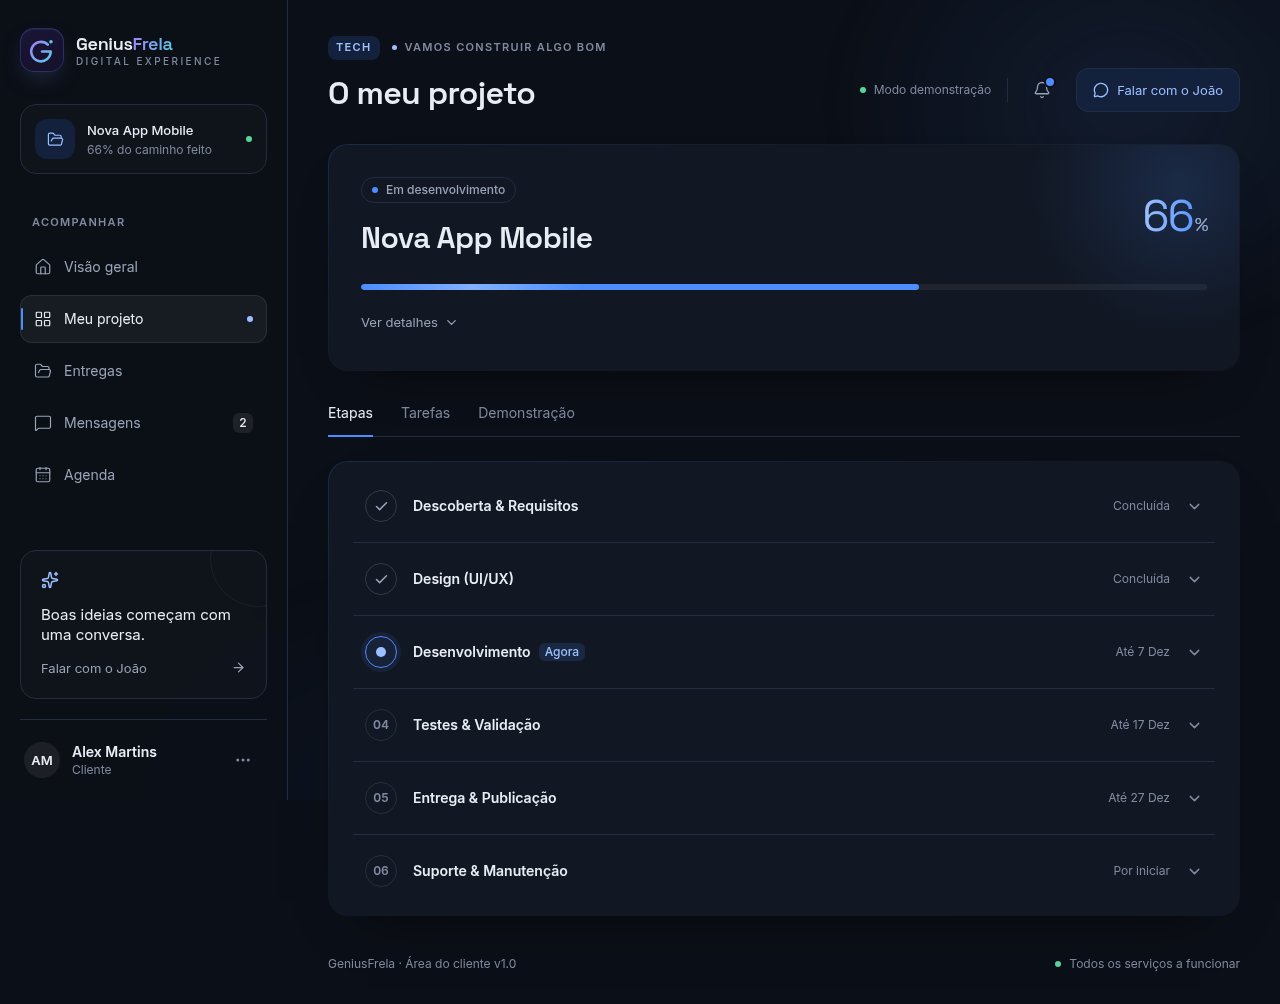 GeniusFrela
DIGITAL EXPERIENCE
Nova App Mobile
66% do caminho feito
ACOMPANHAR
Visão geral
Meu projeto
Entregas
Mensagens 2
Agenda
Boas ideias começam com
uma conversa.
Falar com o João
AM
Alex Martins
Cliente
TECH
VAMOS CONSTRUIR ALGO BOM
O meu projeto
Modo demonstração
Falar com o João
Em desenvolvimento
Nova App Mobile
66%
Ver detalhes
Etapas Tarefas Demonstração
Descoberta & Requisitos Concluída
Design (UI/UX) Concluída
Desenvolvimento Agora Até 7 Dez
04 Testes & Validação Até 17 Dez
05 Entrega & Publicação Até 27 Dez
06 Suporte & Manutenção Por iniciar
GeniusFrela · Área do cliente v1.0
Todos os serviços a funcionar